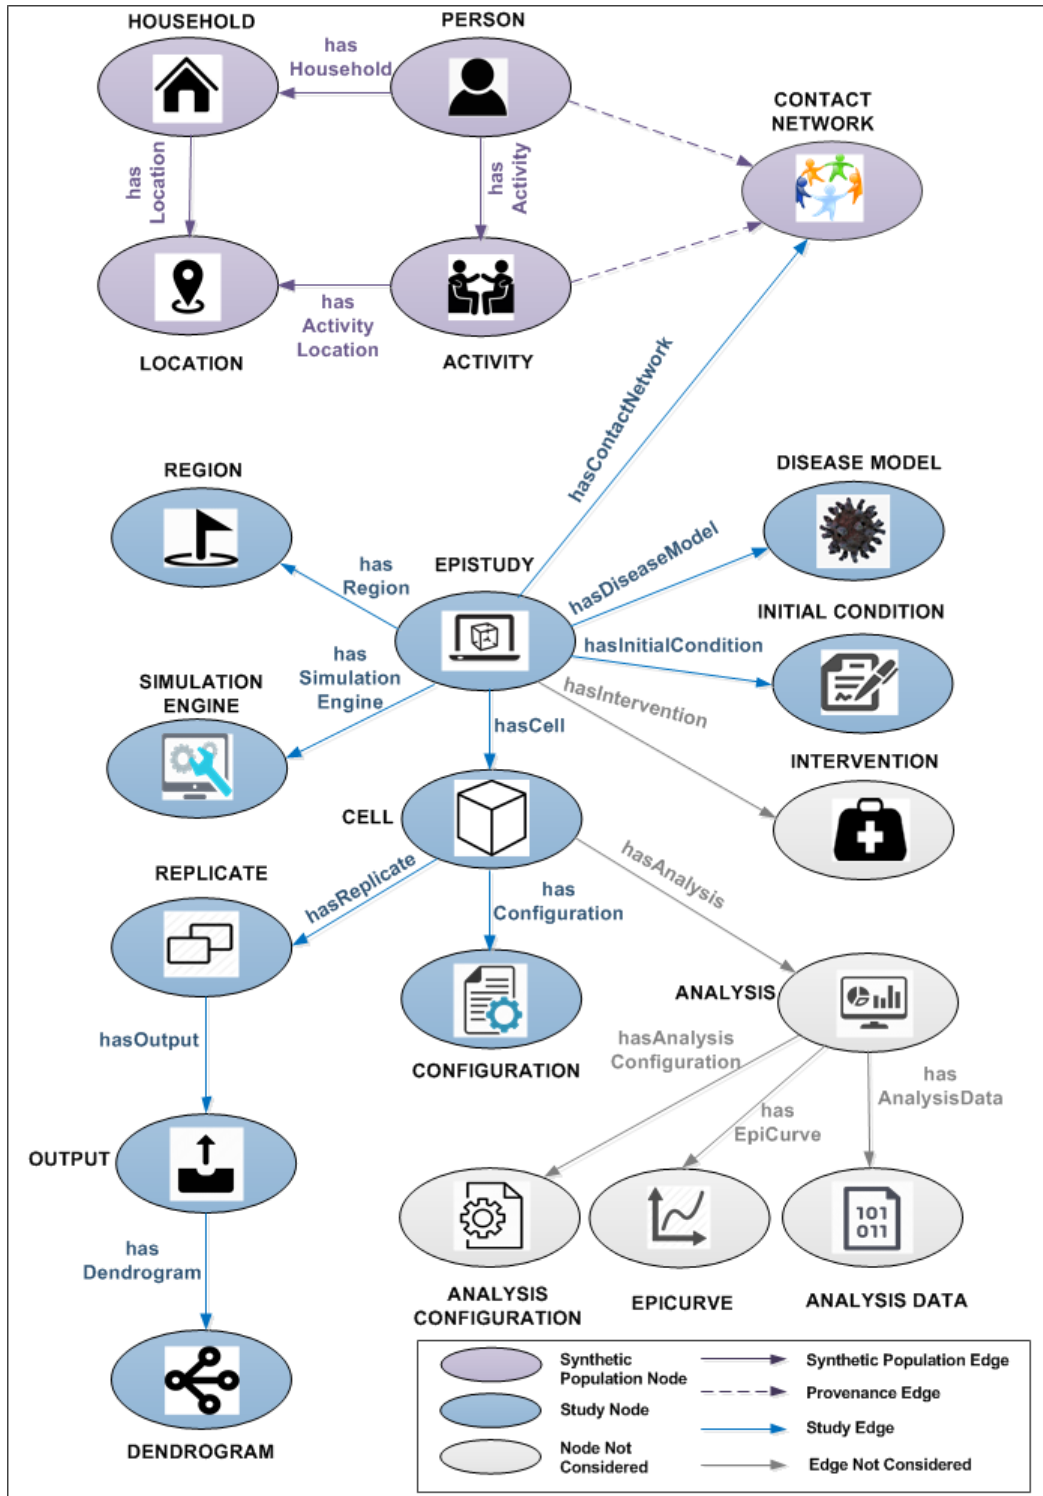 HOUSEHOLD
PERSON
has
Household
CONTACT
NETWORK
has
Location
has
Activity
has
Activity
Location
LOCATION
ACTIVITY
hasContactNetwork
REGION
DISEASE MODEL
has
Region
EPISTUDY
hasDiseaseModel
INITIAL CONDITION
hasInitialCondition
has
Simulation
Engine
SIMULATION
ENGINE
hasIntervention
hasCell
INTERVENTION
CELL
hasReplicate
REPLICATE
has
Configuration
hasAnalysis
ANALYSIS
hasOutput
CONFIGURATION
hasAnalysis
Configuration
has
EpiCurve
has
AnalysisData
OUTPUT
101
011
has
Dendrogram
ANALYSIS
CONFIGURATION
EPICURVE
ANALYSIS DATA
DENDROGRAM
Synthetic
Population Node
Synthetic Population Edge
Provenance Edge
Study Node
Study Edge
Node Not
Considered
Edge Not Considered